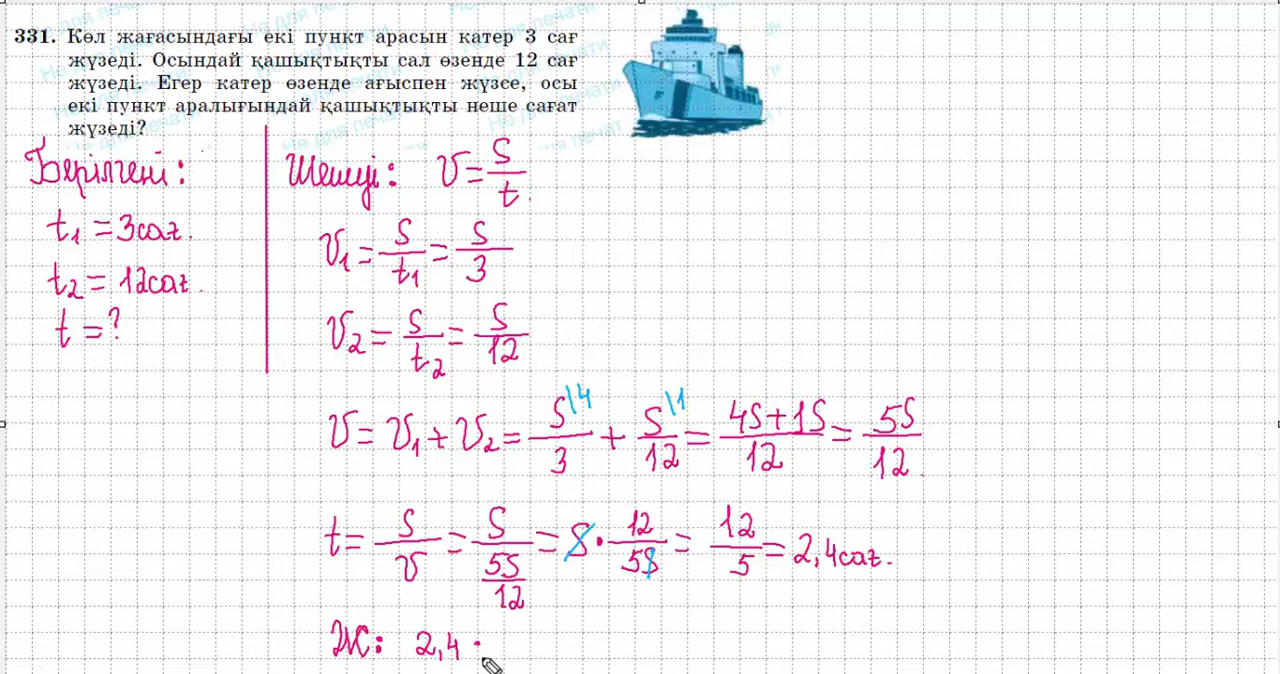 331. Көл жағасындағы екі пункт арасын катер 3 сағ
жүзеді. Осындай қашықтықты сал өзенде 12 сағ
жүзеді. Егер катер өзенде ағыспен жүзсе, осы
екі пункт аралығындай қашықтықты неше сағат
жүзеді?
Берілгені:
t₁ = 3сағ.
t₂ = 12сағ.
t = ?
Шешуі: v = S/t
v₁ = S/t₁ = S/3
v₂ = S/t₂ = S/12
v = v₁ + v₂ = S\4/3 + S\1/12 = (4S+1S)/12 = 5S/12.
t = S/v = S/(5S/12) = S · 12/5S = 12/5 = 2,4сағ.
Ж: 2,4